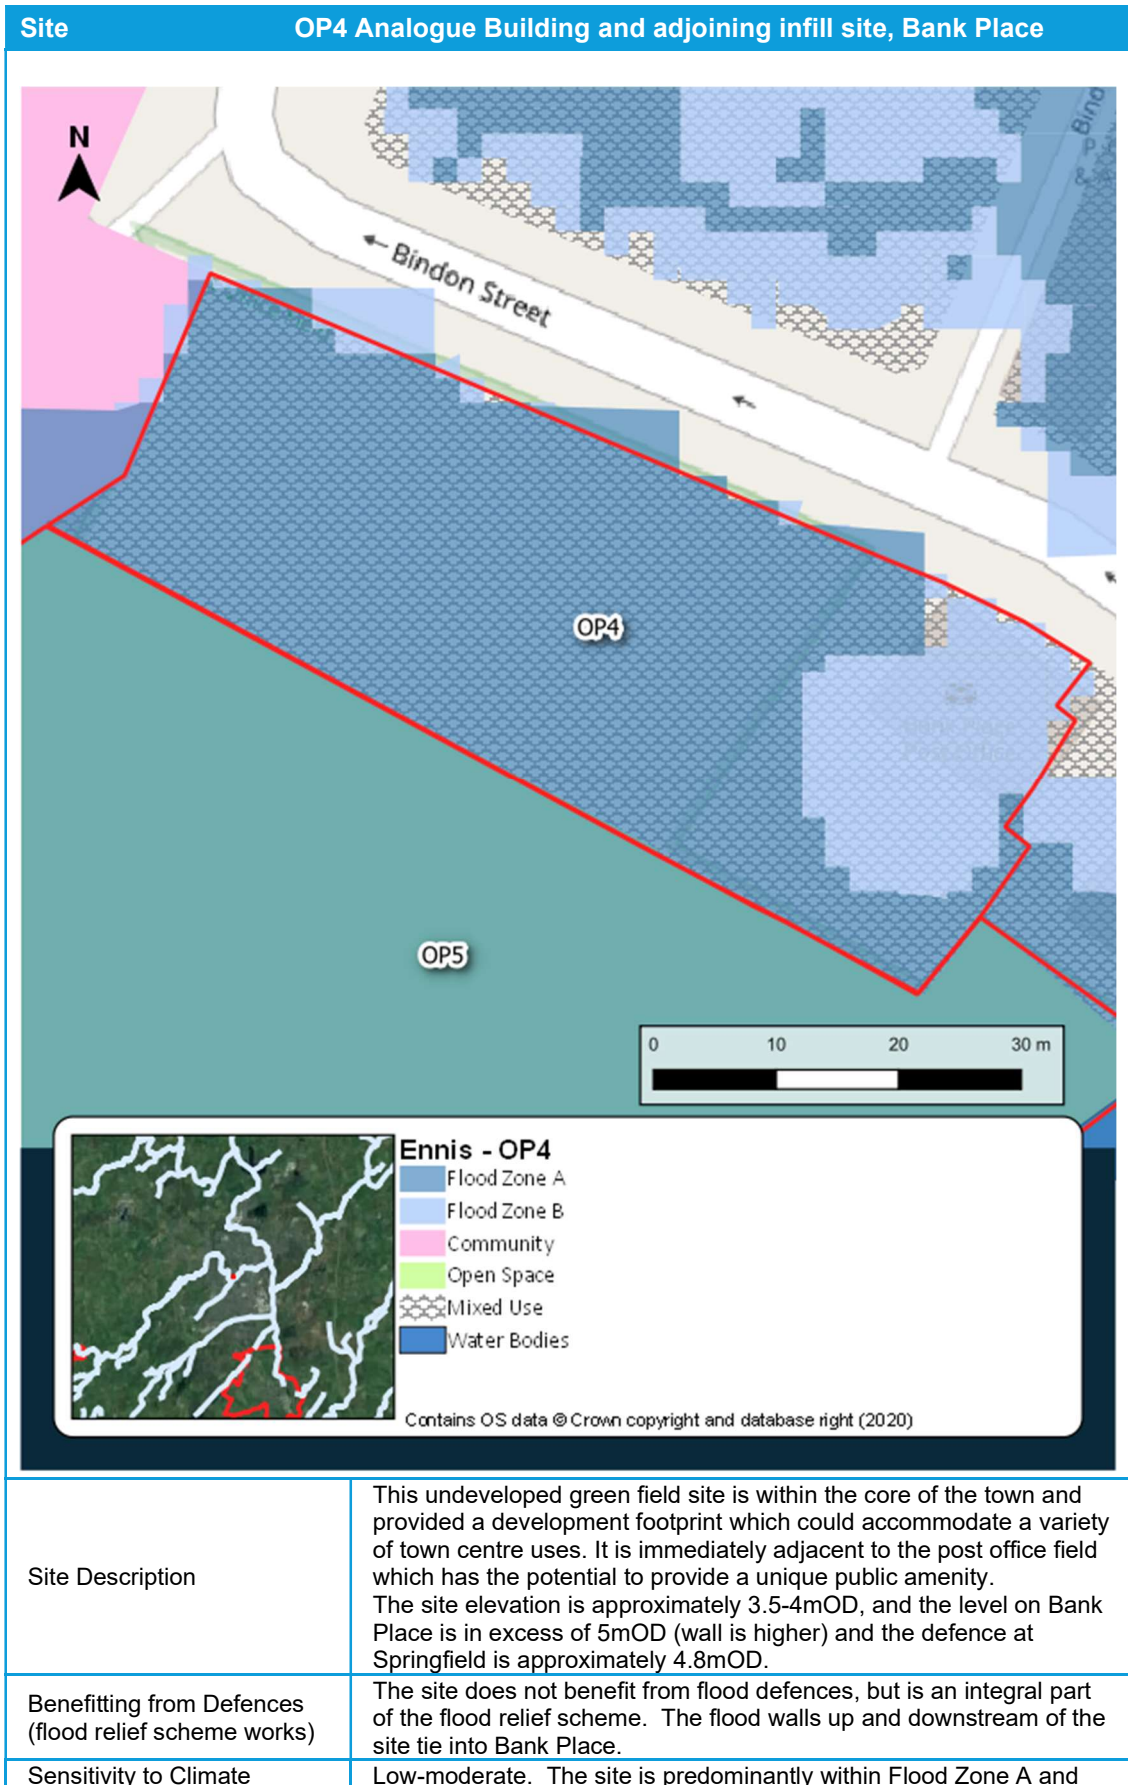 Site OP4 Analogue Building and adjoining infill site, Bank Place
N
Bind
Bindon Street
OP4
OP5
0 10 20 30 m
Ennis - OP4
Flood Zone A
Flood Zone B
Community
Open Space
Mixed Use
Water Bodies
Contains OS data © Crown copyright and database right (2020)
Site Description
This undeveloped green field site is within the core of the town and
provided a development footprint which could accommodate a variety
of town centre uses. It is immediately adjacent to the post office field
which has the potential to provide a unique public amenity.
The site elevation is approximately 3.5-4mOD, and the level on Bank
Place is in excess of 5mOD (wall is higher) and the defence at
Springfield is approximately 4.8mOD.
Benefitting from Defences
(flood relief scheme works)
The site does not benefit from flood defences, but is an integral part
of the flood relief scheme. The flood walls up and downstream of the
site tie into Bank Place.
Sensitivity to Climate
Low-moderate. The site is predominantly within Flood Zone A and